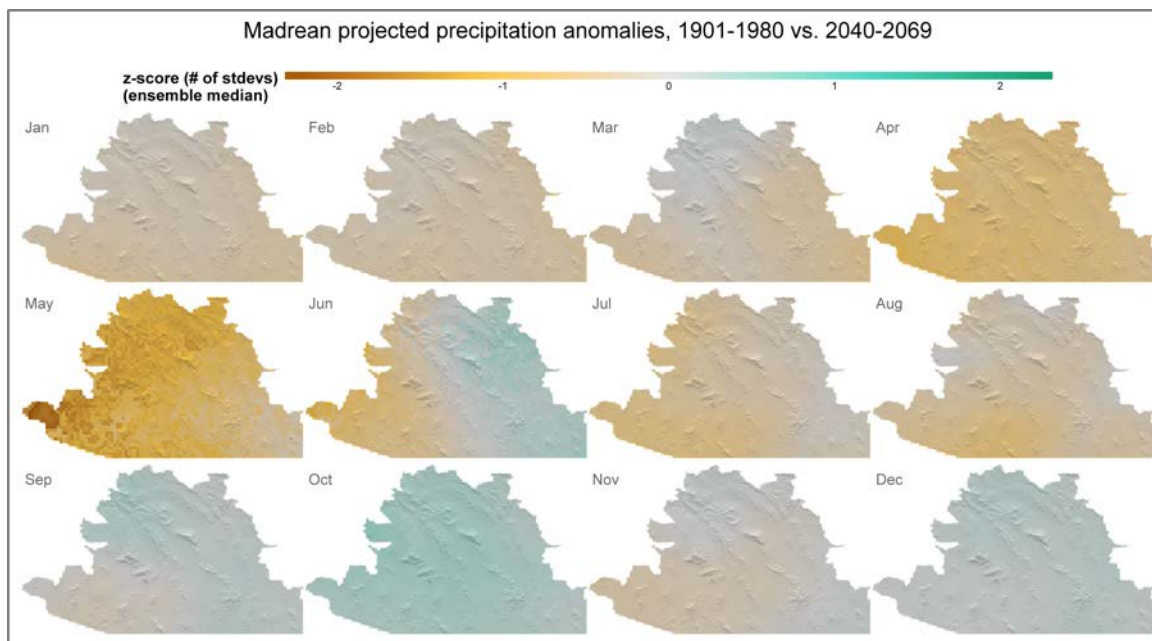 Madrean projected precipitation anomalies, 1901-1980 vs. 2040-2069
z-score (# of stdevs)
(ensemble median)
-2 -1 0 1 2
Jan Feb Mar Apr
May Jun Jul Aug
Sep Oct Nov Dec